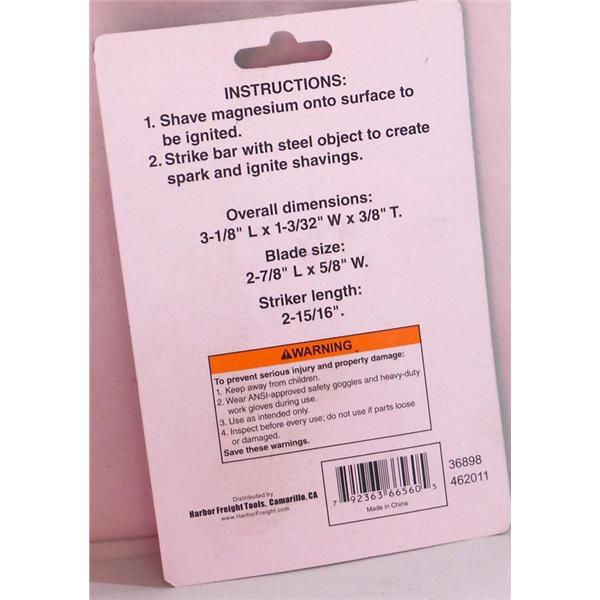 INSTRUCTIONS:
1. Shave magnesium onto surface to
be ignited.
2. Strike bar with steel object to create
spark and ignite shavings.
Overall dimensions:
3-1/8" L x 1-3/32" W x 3/8" T.
Blade size:
2-7/8" L x 5/8" W.
Striker length:
2-15/16".
⚠WARNING
To prevent serious injury and property damage:
1. Keep away from children.
2. Wear ANSI-approved safety goggles and heavy-duty
work gloves during use.
3. Use as intended only.
4. Inspect before every use; do not use if parts loose
or damaged.
Save these warnings.
Distributed by
Harbor Freight Tools, Camarillo, CA
www.HarborFreight.com
7 92363 66560 5
Made in China
36898
462011